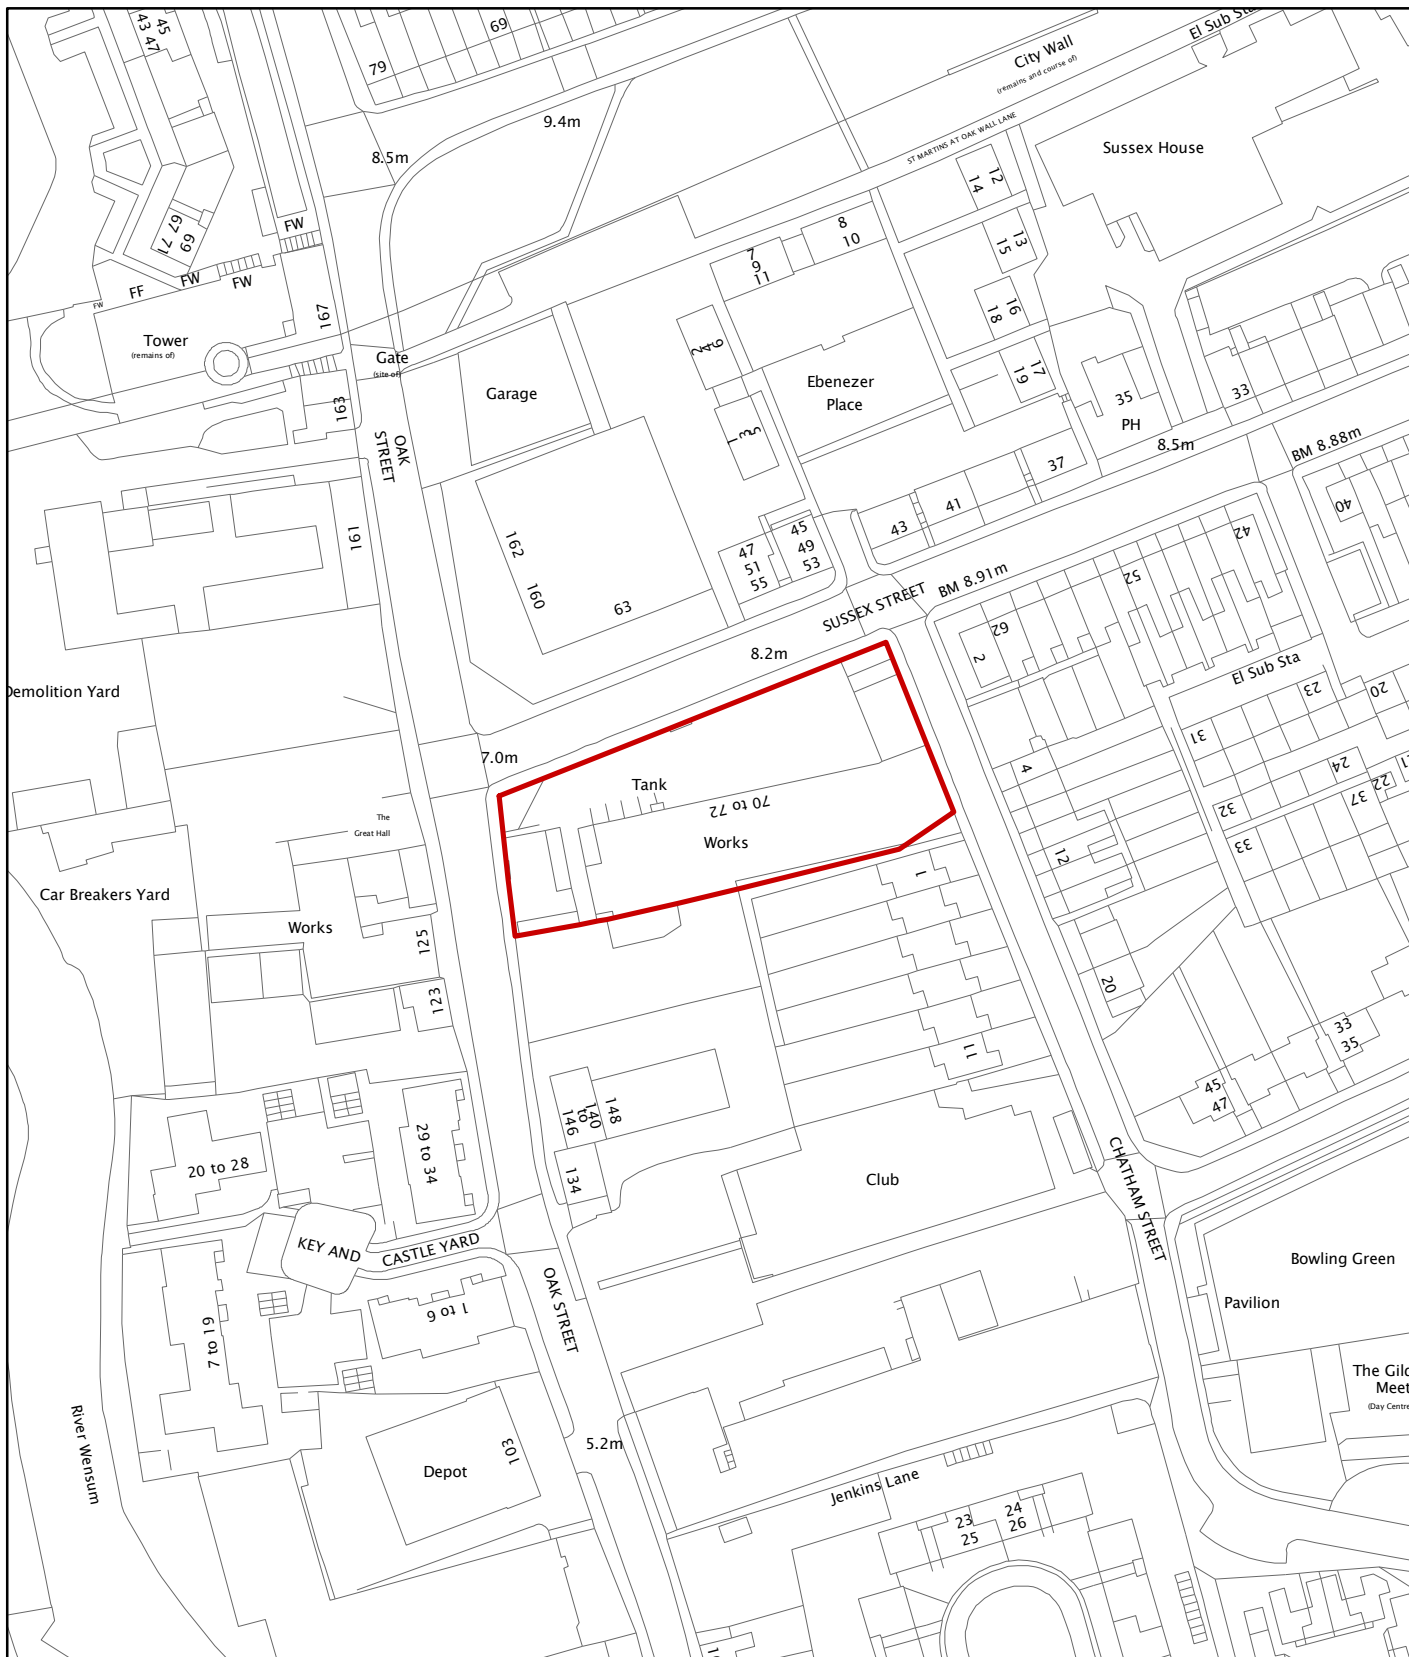 43
45
47
69
79
City Wall
(remains and course of)
El Sub Sta
9.4m
8.5m
ST MARTINS AT OAK WALL LANE
Sussex House
12
14
67
69
71
FW
FW
FW
FW
FF
8
10
7
9
11
13
15
16
18
167
Tower
(remains of)
Gate
(site of)
Garage
2
4
6
Ebenezer
Place
17
19
35
PH
33
163
OAK
STREET
1
3
5
8.5m
BM 8.88m
37
41
43
40
42
161
162
160
45
49
53
47
51
55
63
SUSSEX STREET
BM 8.91m
52
62
2
8.2m
El Sub Sta
23
20
31
Demolition Yard
7.0m
Tank
70 to 72
Works
4
24
22
37
32
33
The
Great Hall
12
1
Car Breakers Yard
Works
125
123
20
11
33
35
45
47
148
140
to
146
134
29 to 34
20 to 28
Club
CHATHAM STREET
KEY AND
CASTLE YARD
OAK STREET
Bowling Green
Pavilion
1 to 6
7 to 19
River Wensum
103
Depot
5.2m
Jenkins Lane
23
25
24
26
(Day Centre